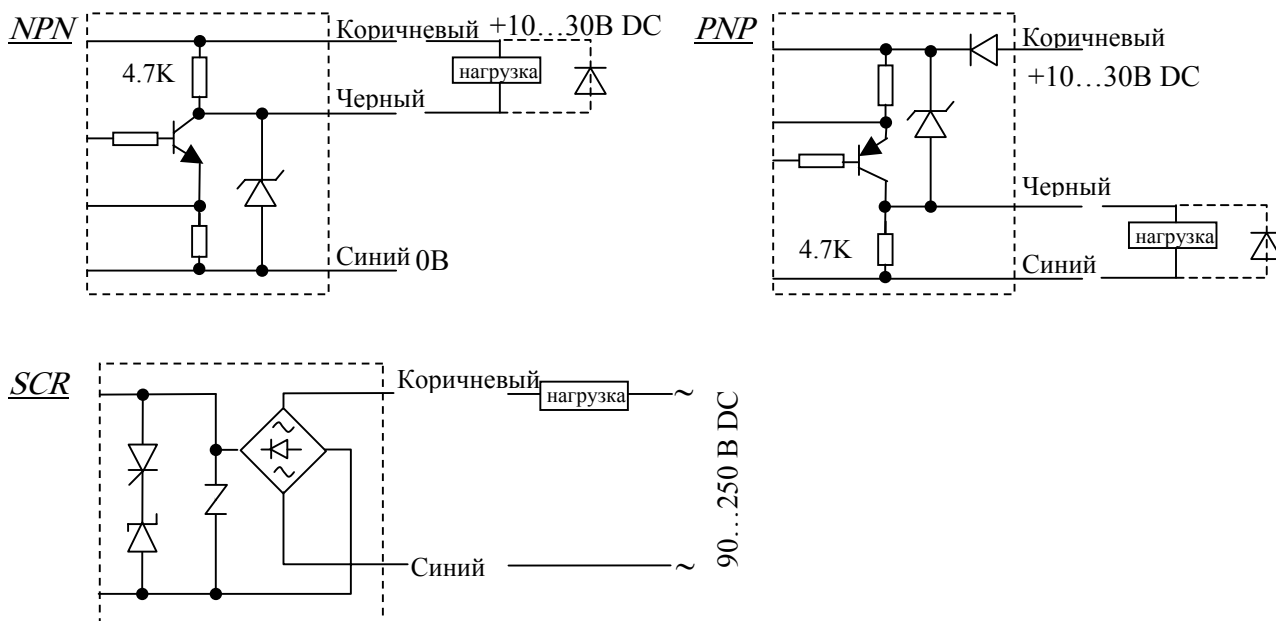 NPN
Коричневый +10…30В DC
4.7K
нагрузка
Черный
Синий 0В
PNP
Коричневый
+10…30В DC
Черный
4.7K
нагрузка
Синий
SCR
Коричневый
нагрузка
~
90…250 В DC
Синий
~